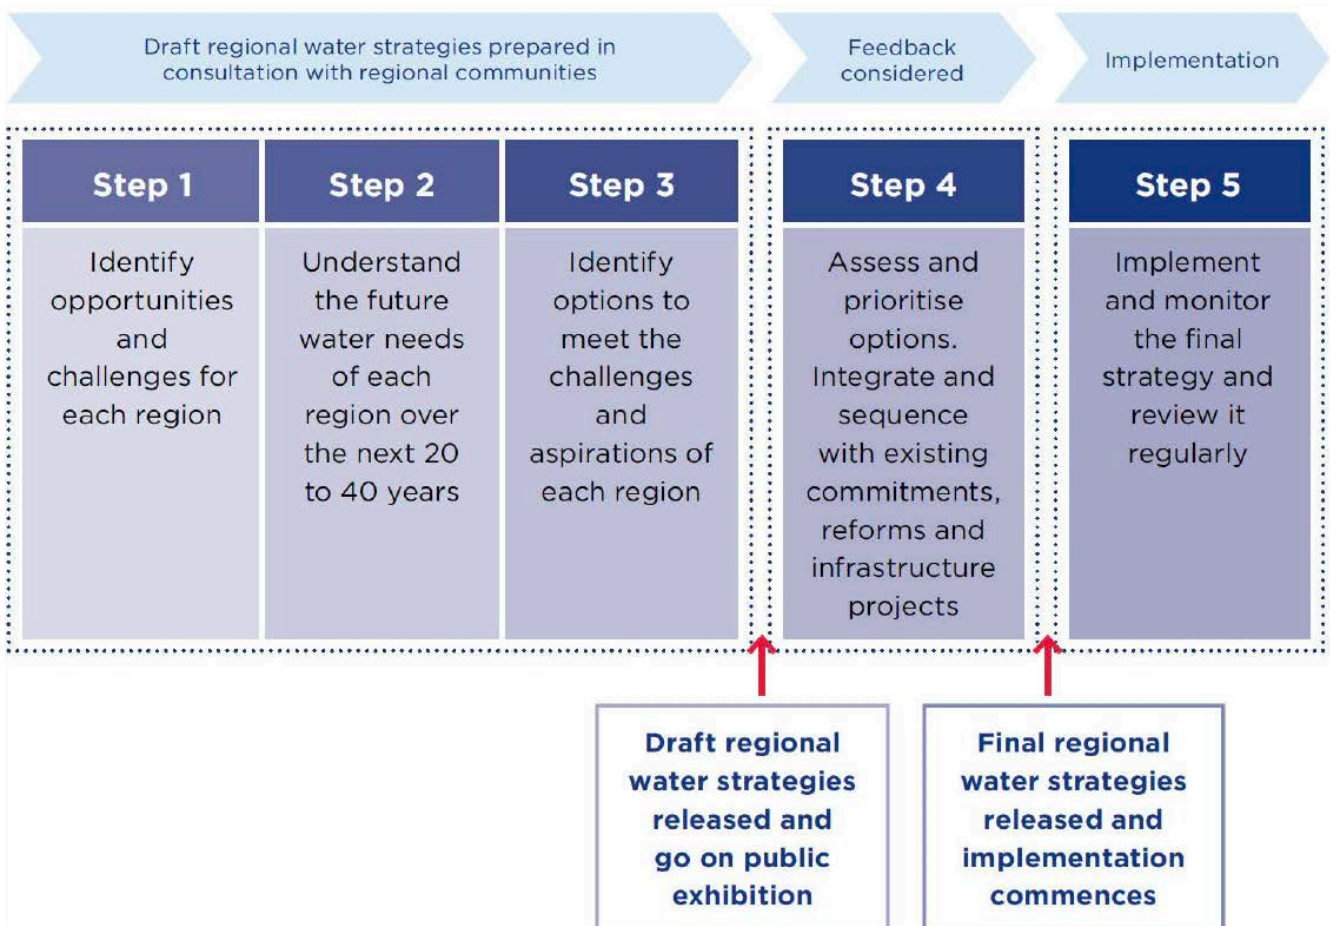 Draft regional water strategies prepared in
consultation with regional communities
Feedback
considered
Implementation
Step 1
Identify
opportunities
and
challenges for
each region
Step 2
Understand
the future
water needs
of each
region over
the next 20
to 40 years
Step 3
Identify
options to
meet the
challenges
and
aspirations of
each region
Step 4
Assess and
prioritise
options.
Integrate and
sequence
with existing
commitments,
reforms and
infrastructure
projects
Step 5
Implement
and monitor
the final
strategy and
review it
regularly
Draft regional
water strategies
released and
go on public
exhibition
Final regional
water strategies
released and
implementation
commences